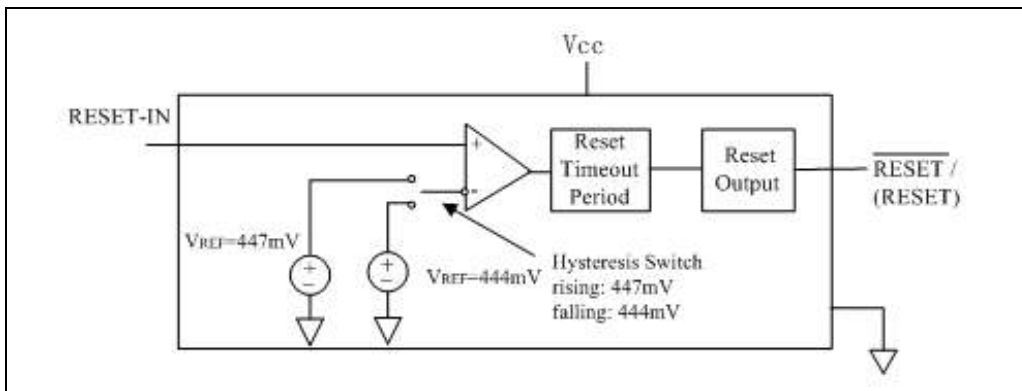 Vcc
RESET-IN
+
-
Reset
Timeout
Period
Reset
Output
RESET /
(RESET)
VREF=447mV
+
−
+
−
VREF=444mV
Hysteresis Switch
rising: 447mV
falling: 444mV